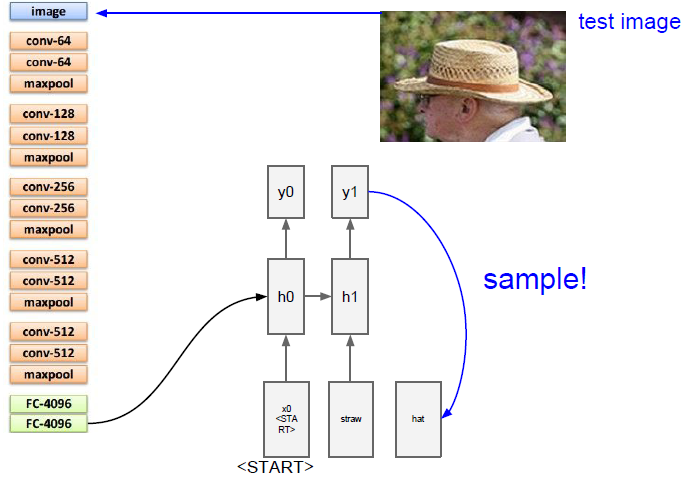 image
test image
conv-64
conv-64
maxpool
conv-128
conv-128
maxpool
conv-256
conv-256
maxpool
conv-512
conv-512
maxpool
conv-512
conv-512
maxpool
FC-4096
FC-4096
y0
y1
sample!
h0
h1
x0
<STA
RT>
straw
hat
<START>